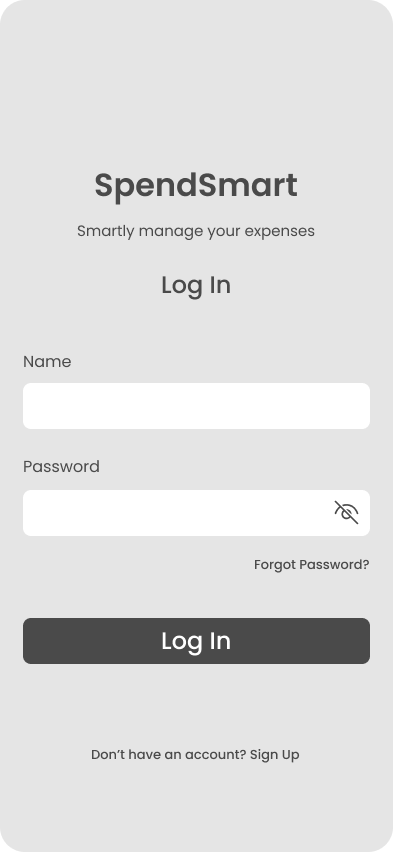 SpendSmart
Smartly manage your expenses
Log In
Name
Password
Forgot Password?
Log In
Don’t have an account? Sign Up